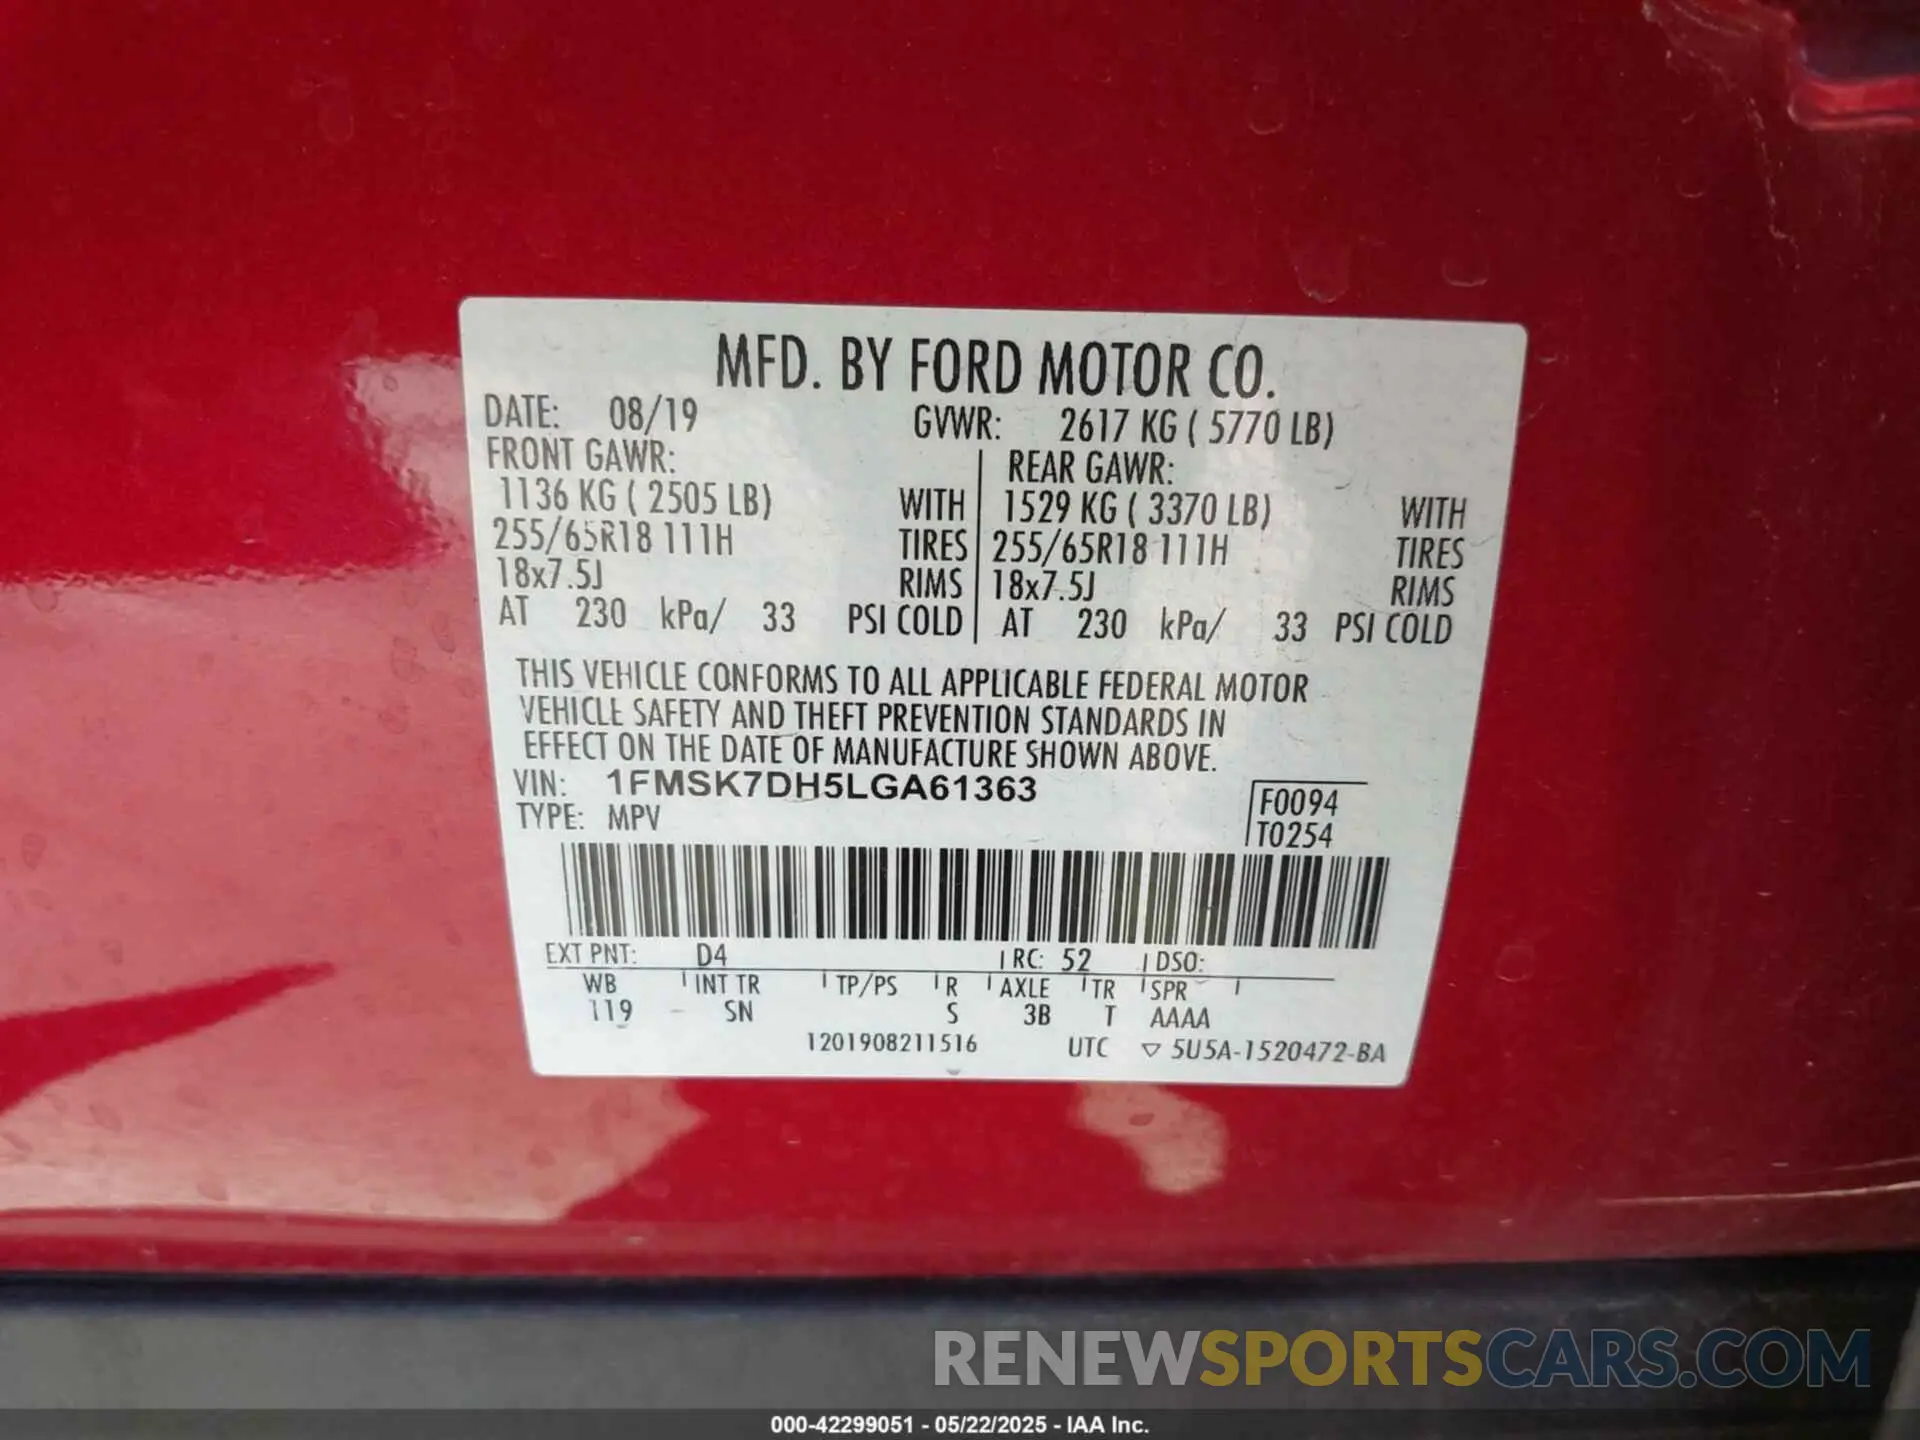 MFD. BY FORD MOTOR CO.
DATE: 08/19 GVWR: 2617 KG ( 5770 LB)
FRONT GAWR: REAR GAWR:
1136 KG ( 2505 LB) WITH 1529 KG ( 3370 LB) WITH
255/65R18 111H TIRES 255/65R18 111H TIRES
18x7.5J RIMS 18x7.5J RIMS
AT 230 kPa/ 33 PSI COLD AT 230 kPa/ 33 PSI COLD
THIS VEHICLE CONFORMS TO ALL APPLICABLE FEDERAL MOTOR
VEHICLE SAFETY AND THEFT PREVENTION STANDARDS IN
EFFECT ON THE DATE OF MANUFACTURE SHOWN ABOVE.
VIN: 1FMSK7DH5LGA61363
TYPE: MPV
F0094
T0254
EXT PNT: D4 RC: 52 DSO:
WB INT TR TP/PS R AXLE TR SPR
119 - SN S 3B T AAAA
1201908211516 UTC ▽ 5U5A-1520472-BA
RENEWSPORTSCARS.COM
000-42299051 - 05/22/2025 - IAA Inc.